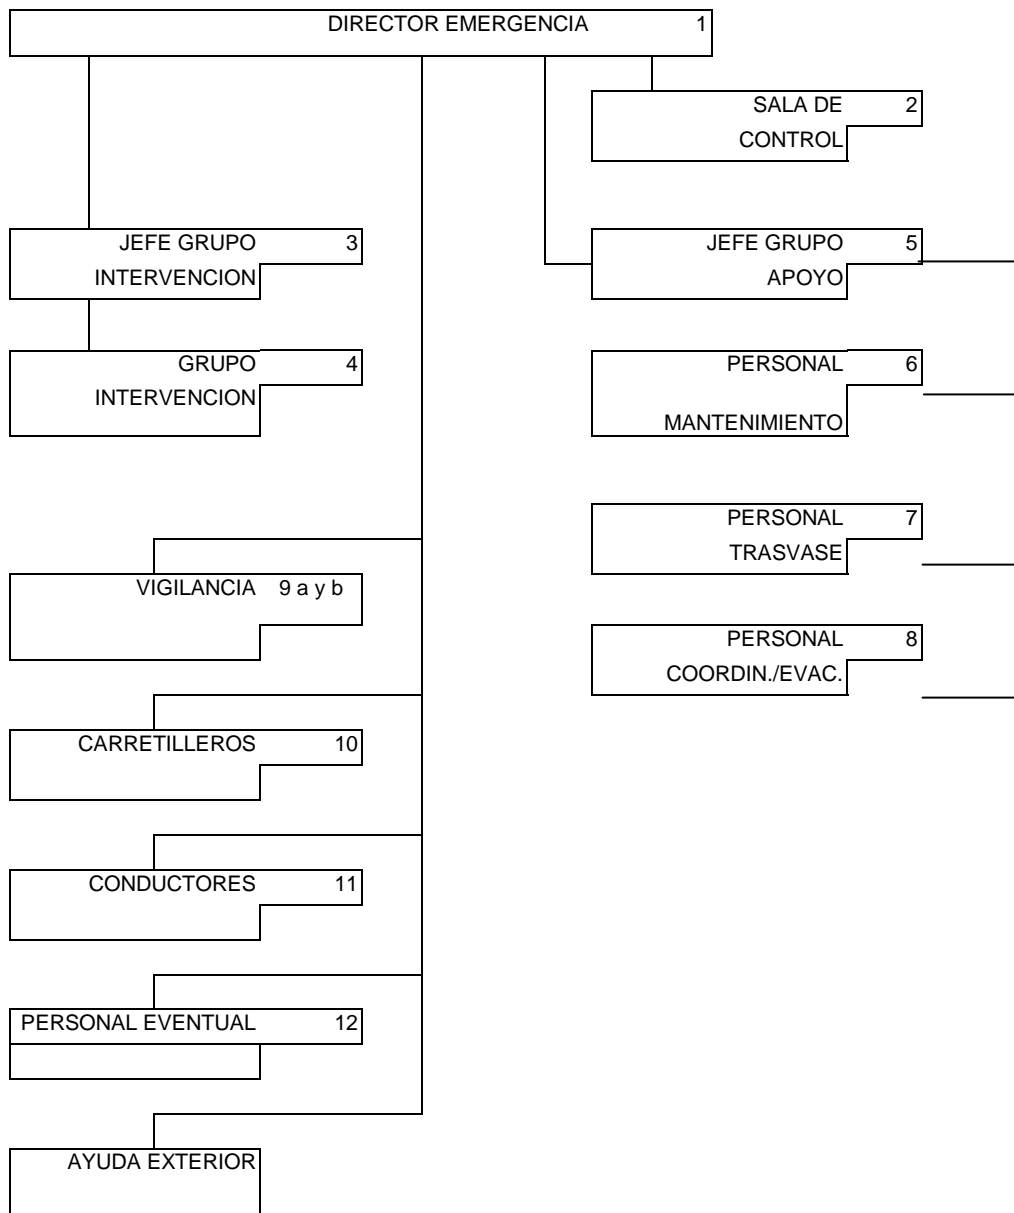 DIRECTOR EMERGENCIA 1
SALA DE 2
CONTROL
JEFE GRUPO 3
INTERVENCION
JEFE GRUPO 5
APOYO
GRUPO 4
INTERVENCION
PERSONAL 6
MANTENIMIENTO
PERSONAL 7
TRASVASE
VIGILANCIA 9 a y b
PERSONAL 8
COORDIN./EVAC.
CARRETILLEROS 10
CONDUCTORES 11
PERSONAL EVENTUAL 12
AYUDA EXTERIOR